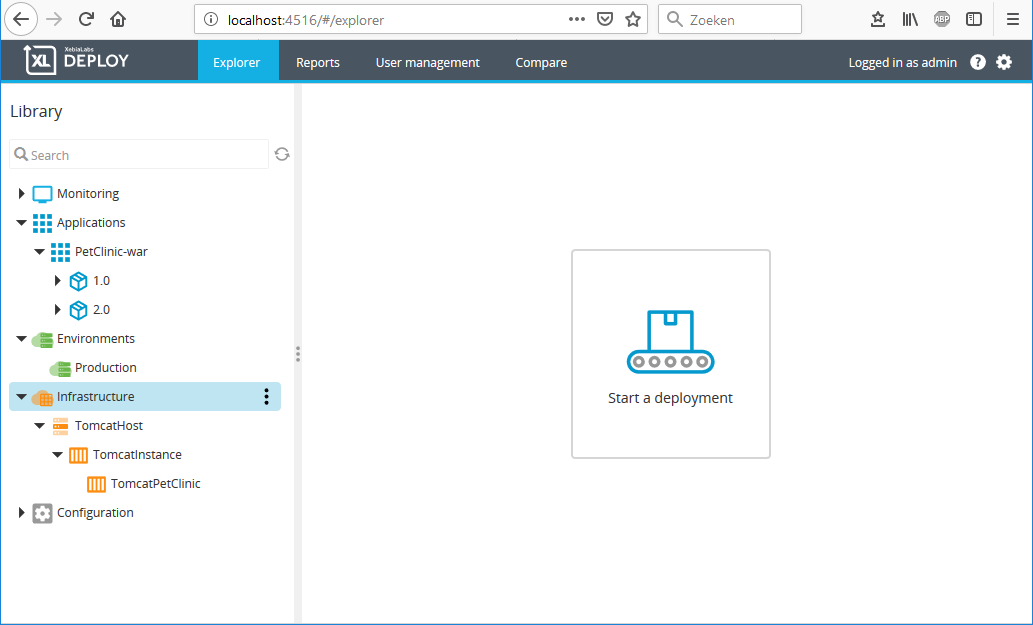 localhost:4516/#/explorer
Zoeken
ABP
XL
XebiaLabs
DEPLOY
Explorer
Reports
User management
Compare
Logged in as admin
?
Library
Search
Monitoring
Applications
PetClinic-war
1.0
2.0
Environments
Production
Infrastructure
TomcatHost
TomcatInstance
TomcatPetClinic
Configuration
Start a deployment